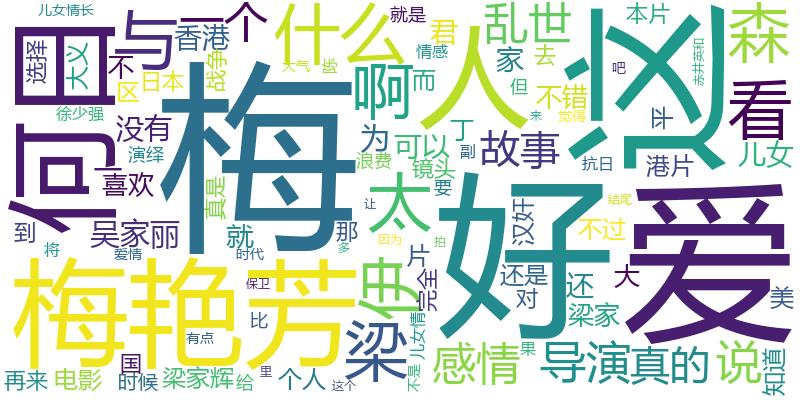 儿女情长
与
一个
什么
就是
君
乱世
本片
森
香港
选择
大义
不
战争
日本
区
大气
情感
家
去
赤井英和
吧
何日
徐少强
没有
演绎
喜欢
梅
啊
而
人
但
不错
来
觉得
平
这
看
为
可以
丁
副
故事
抗日
港片
儿女
浪费
镜头
要
真是
太
让
好
汉奸
不过
结尾
爱
到
将
吴家丽
爱情
就
时代
那
多
因为
片
拍
梅艳芳
保卫
伊
完全
还是
对
还
大
梁家
美
国
比
有点
梁
儿女情
不是
感情
果
导演
真的
说
知道
再来
电影
时候
梁家辉
给
里
个人
这个